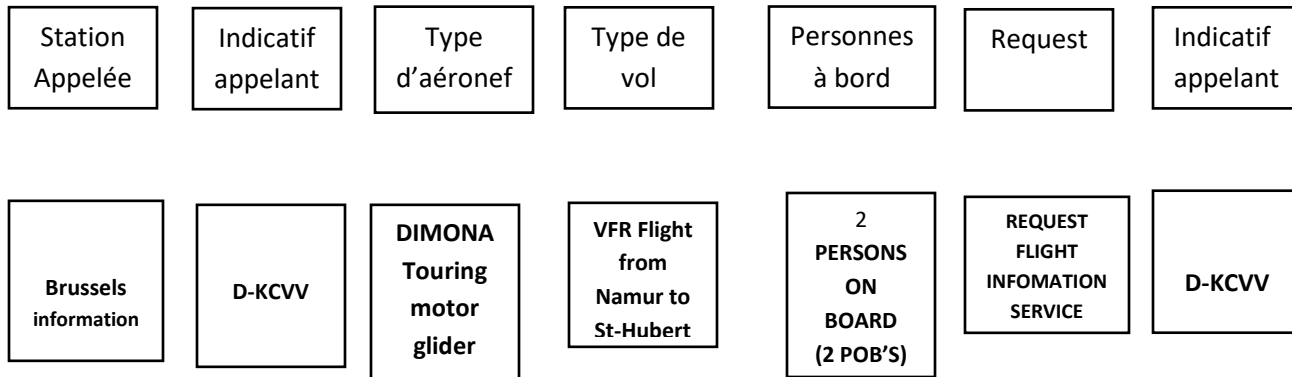 Station
Appelée
Indicatif
appelant
Type
d’aéronef
Type de
vol
Personnes
à bord
Request
Indicatif
appelant
Brussels
information
D-KCVV
DIMONA
Touring
motor
glider
VFR Flight
from
Namur to
St-Hubert
2
PERSONS
ON
BOARD
(2 POB’S)
REQUEST
FLIGHT
INFOMATION
SERVICE
D-KCVV